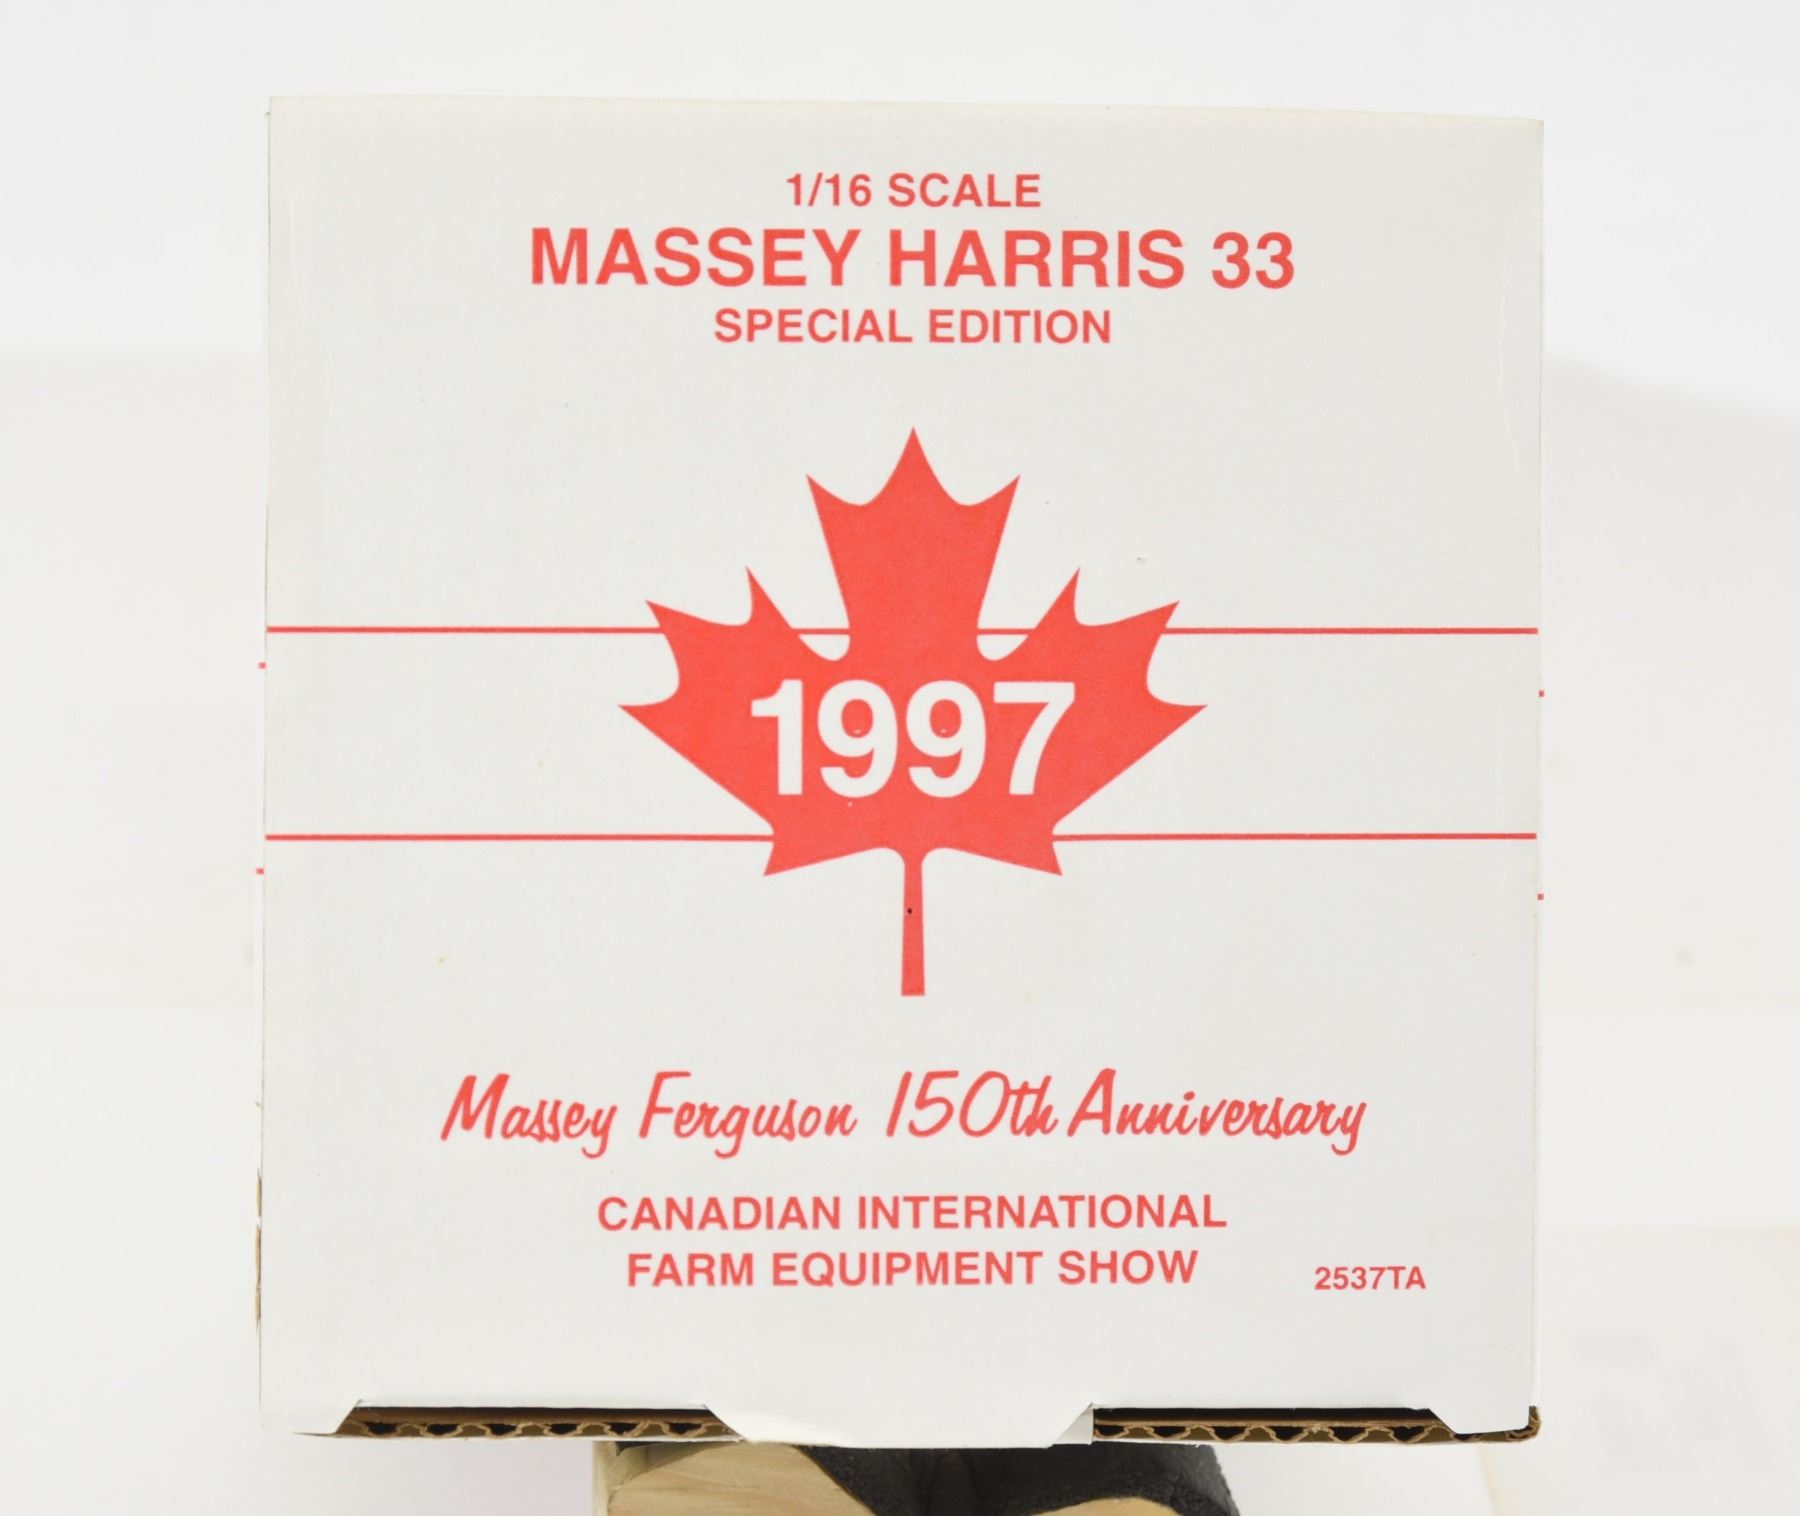 1/16 SCALE
MASSEY HARRIS 33
SPECIAL EDITION
1997
Massey Ferguson 150th Anniversary
CANADIAN INTERNATIONAL
FARM EQUIPMENT SHOW
2537TA